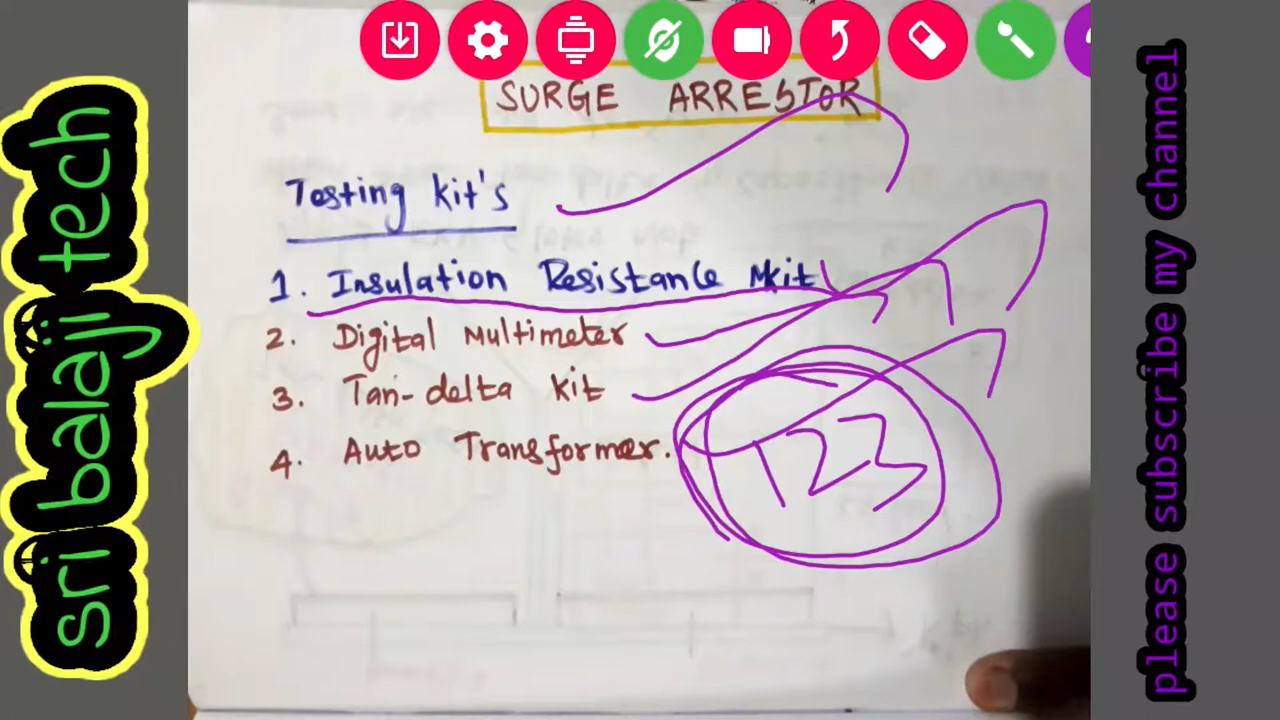 SURGE ARRESTOR
Testing kit's
1. Insulation Resistance kit
2. Digital Multimeter
3. Tan-delta kit
4. Auto Transformer.
123
sri balaji tech
please subscribe my channel